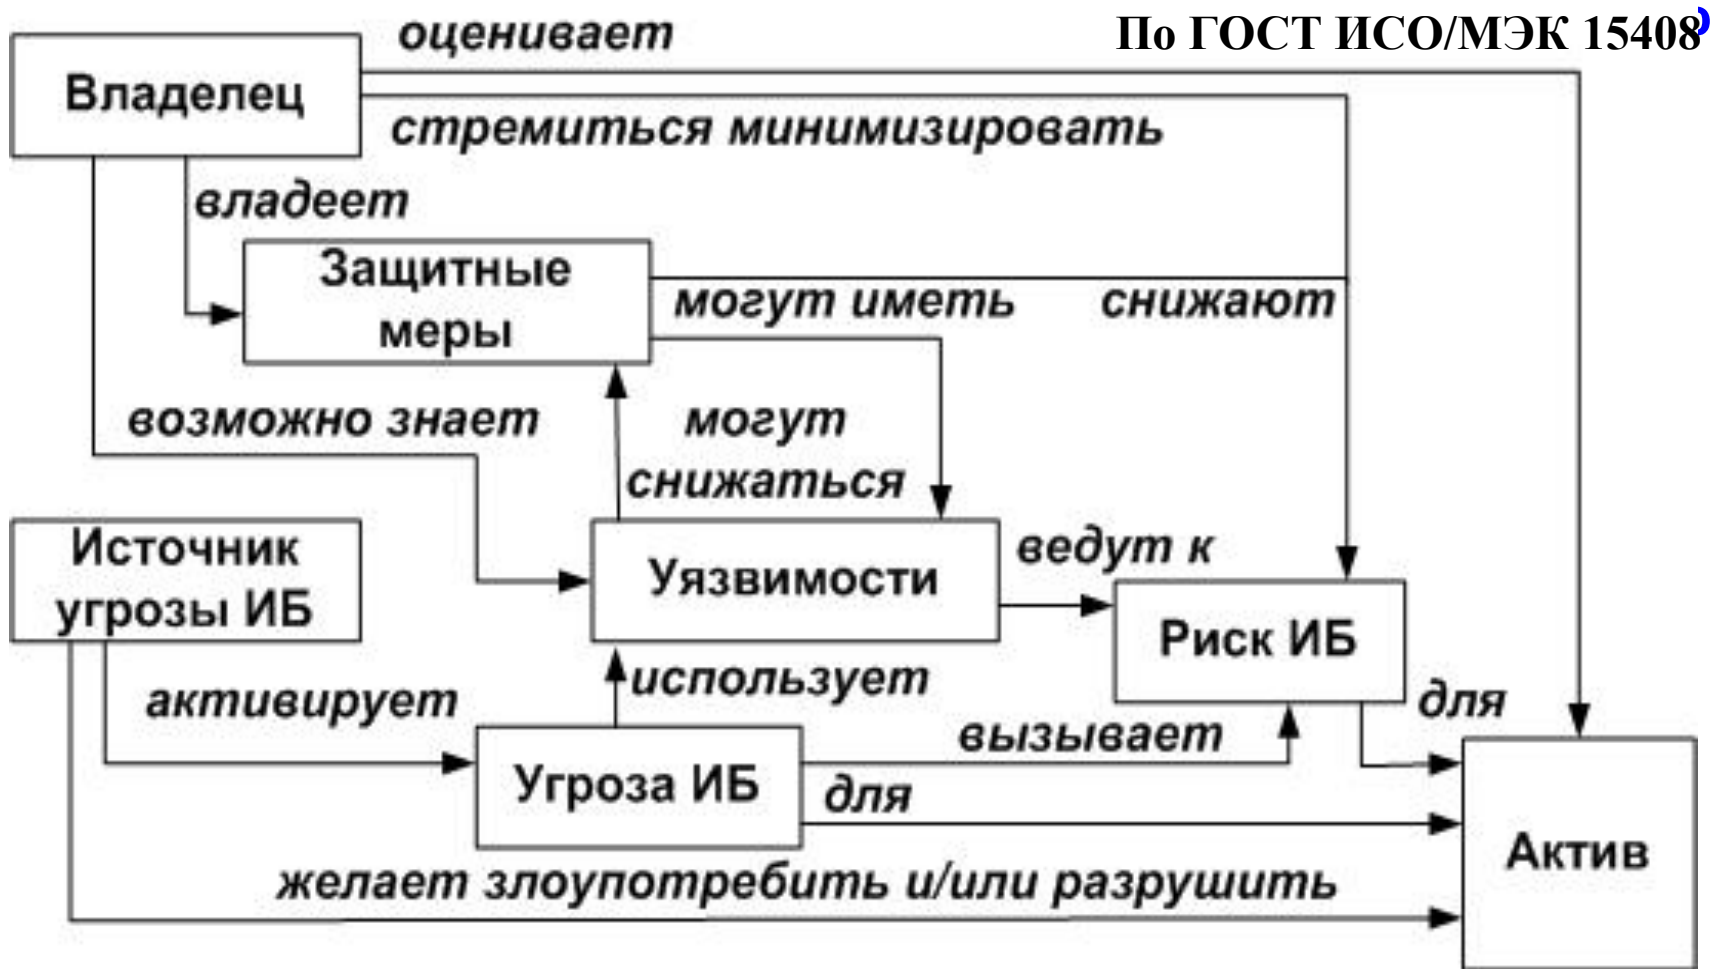 оценивает
По ГОСТ ИСО/МЭК 15408
Владелец
стремиться минимизировать
владеет
Защитные
меры
могут иметь
снижают
возможно знает
могут
снижаться
Источник
угрозы ИБ
Уязвимости
ведут к
Риск ИБ
использует
активирует
для
вызывает
Угроза ИБ
для
Актив
желает злоупотребить и/или разрушить